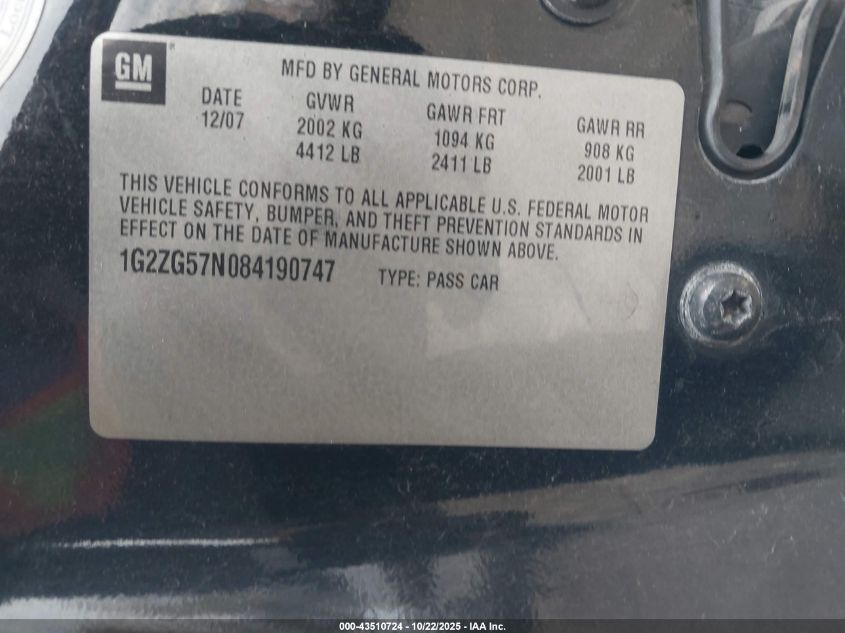 GM
MFD BY GENERAL MOTORS CORP.
DATE GVWR GAWR FRT GAWR RR
12/07 2002 KG 1094 KG 908 KG
4412 LB 2411 LB 2001 LB
THIS VEHICLE CONFORMS TO ALL APPLICABLE U.S. FEDERAL MOTOR
VEHICLE SAFETY, BUMPER, AND THEFT PREVENTION STANDARDS IN
EFFECT ON THE DATE OF MANUFACTURE SHOWN ABOVE.
1G2ZG57N084190747 TYPE: PASS CAR
000-43510724 - 10/22/2025 - IAA Inc.